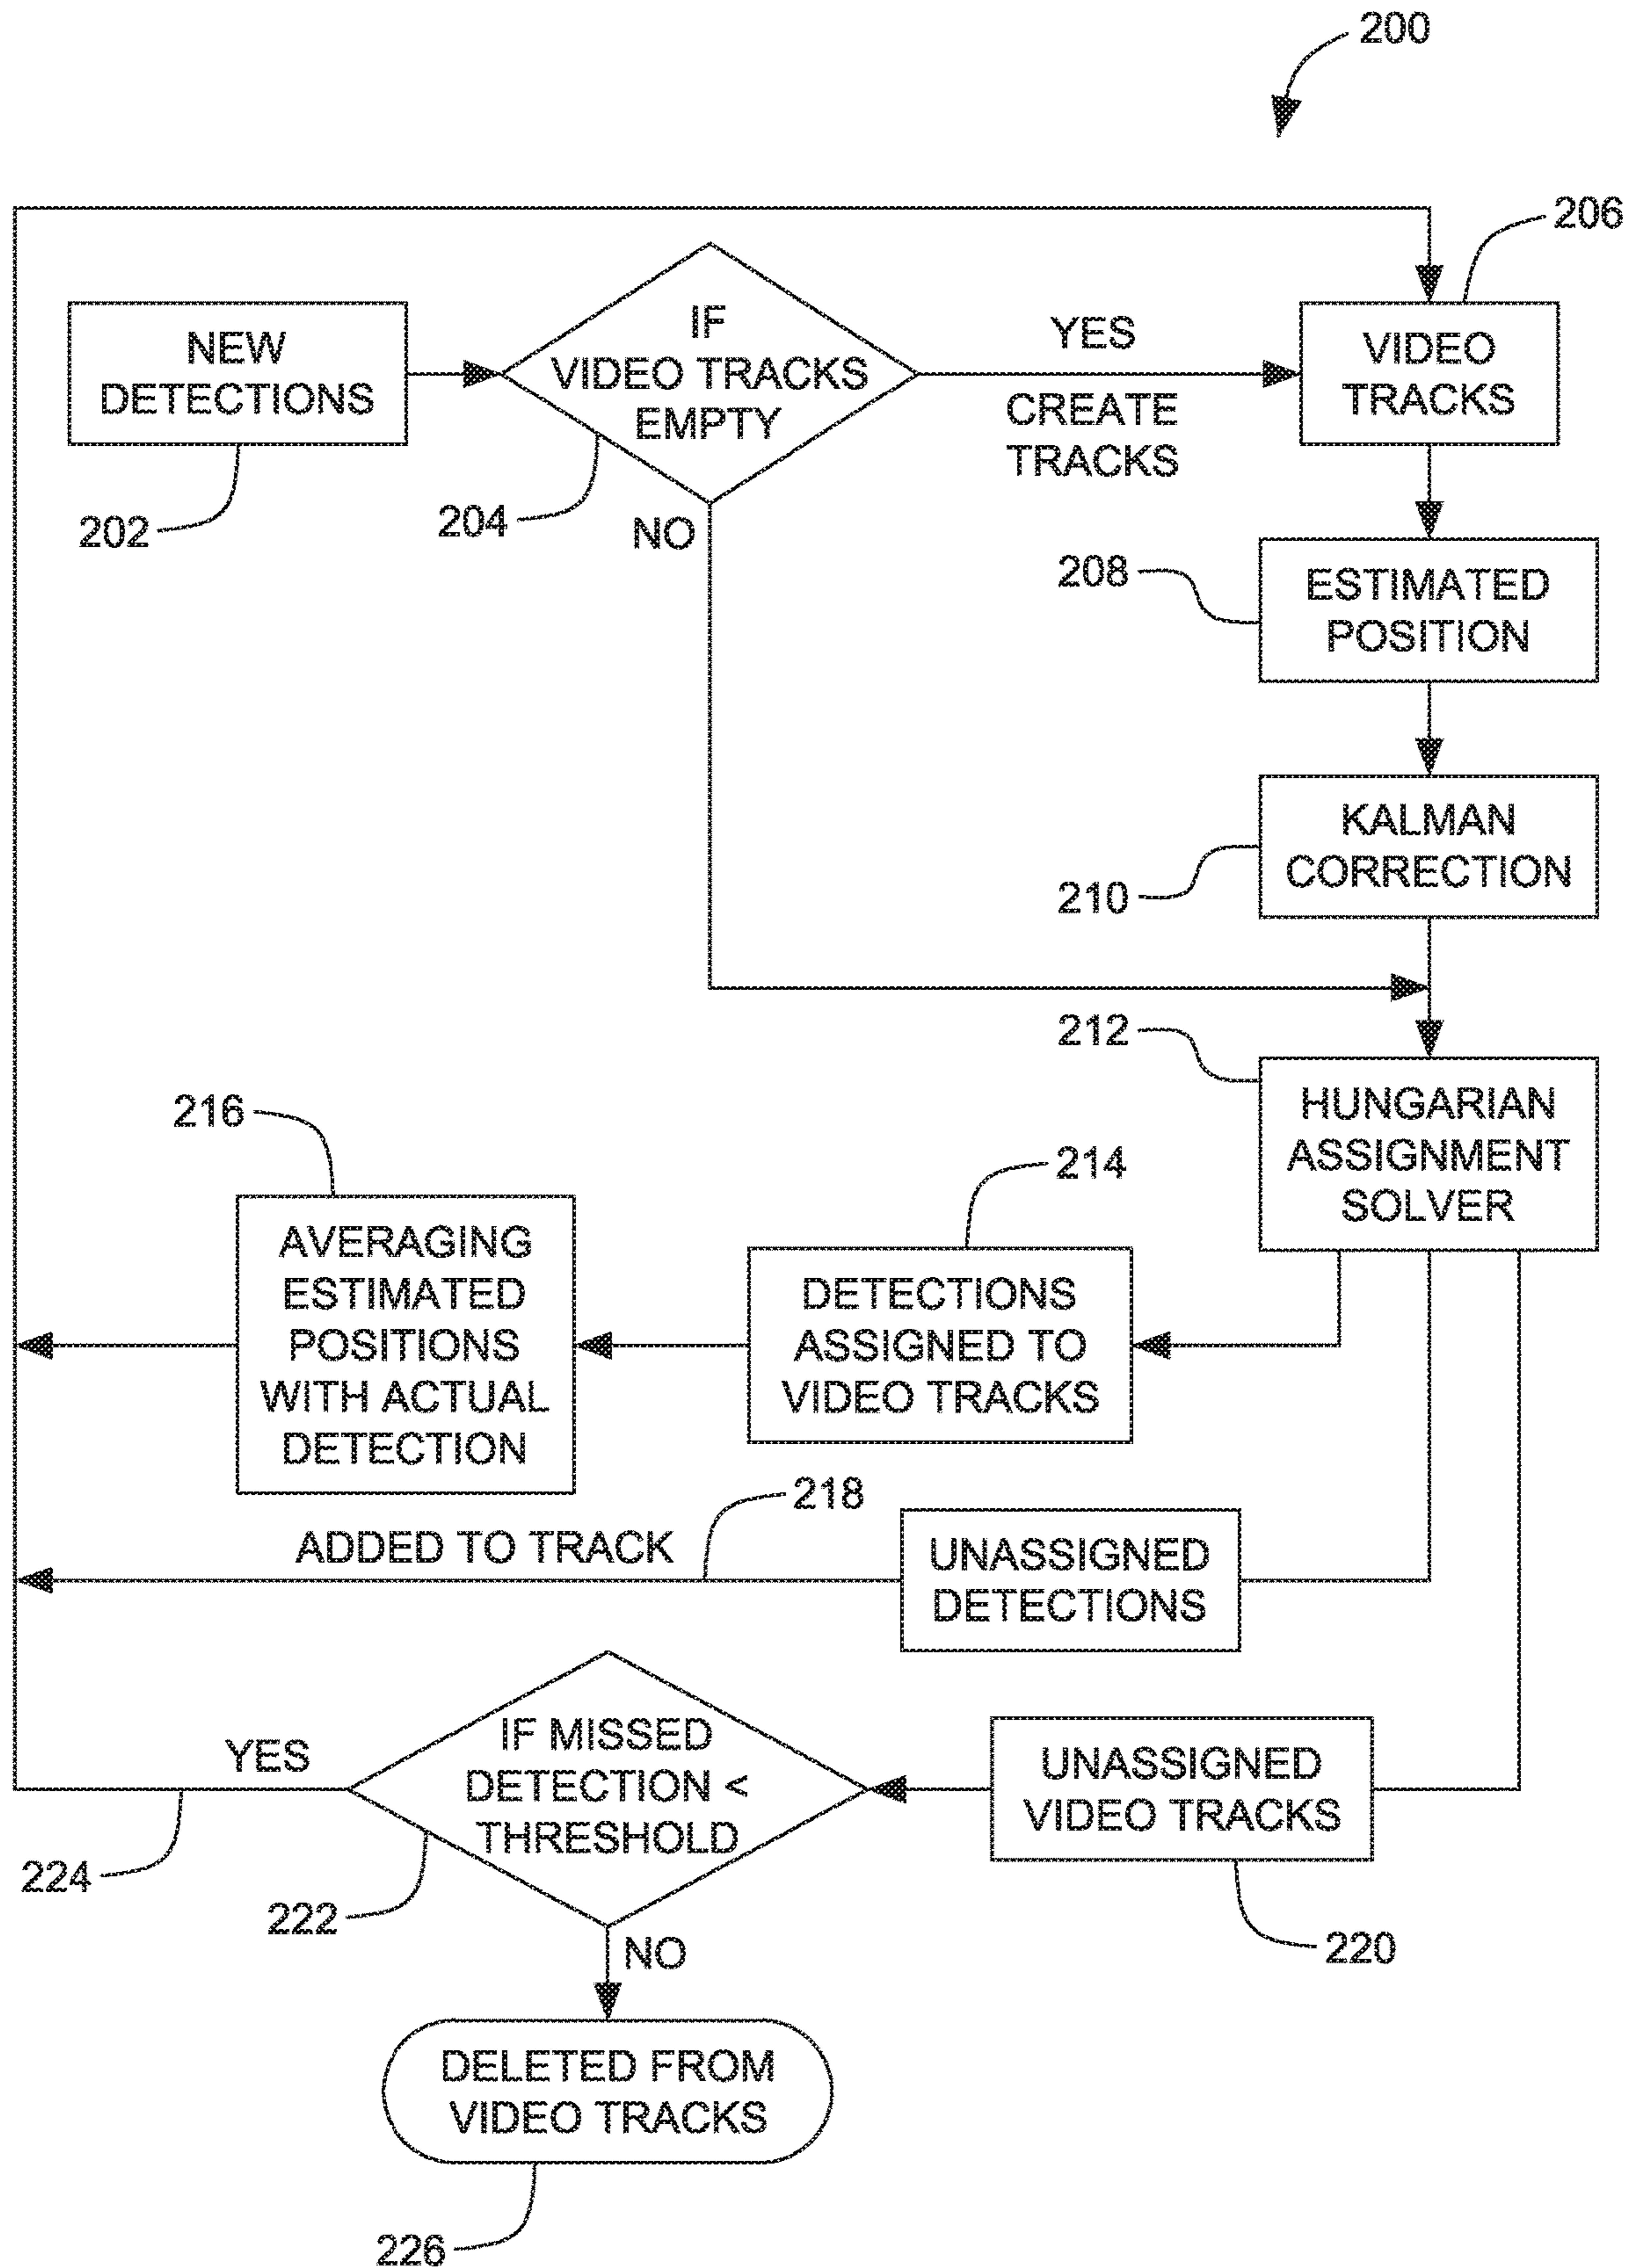 200
206
NEW
DETECTIONS
202
IF
VIDEO TRACKS
EMPTY
204
YES
CREATE
TRACKS
NO
VIDEO
TRACKS
208
ESTIMATED
POSITION
210
KALMAN
CORRECTION
212
HUNGARIAN
ASSIGNMENT
SOLVER
214
DETECTIONS
ASSIGNED TO
VIDEO TRACKS
216
AVERAGING
ESTIMATED
POSITIONS
WITH ACTUAL
DETECTION
218
ADDED TO TRACK
UNASSIGNED
DETECTIONS
UNASSIGNED
VIDEO TRACKS
220
IF MISSED
DETECTION <
THRESHOLD
222
YES
224
NO
DELETED FROM
VIDEO TRACKS
226